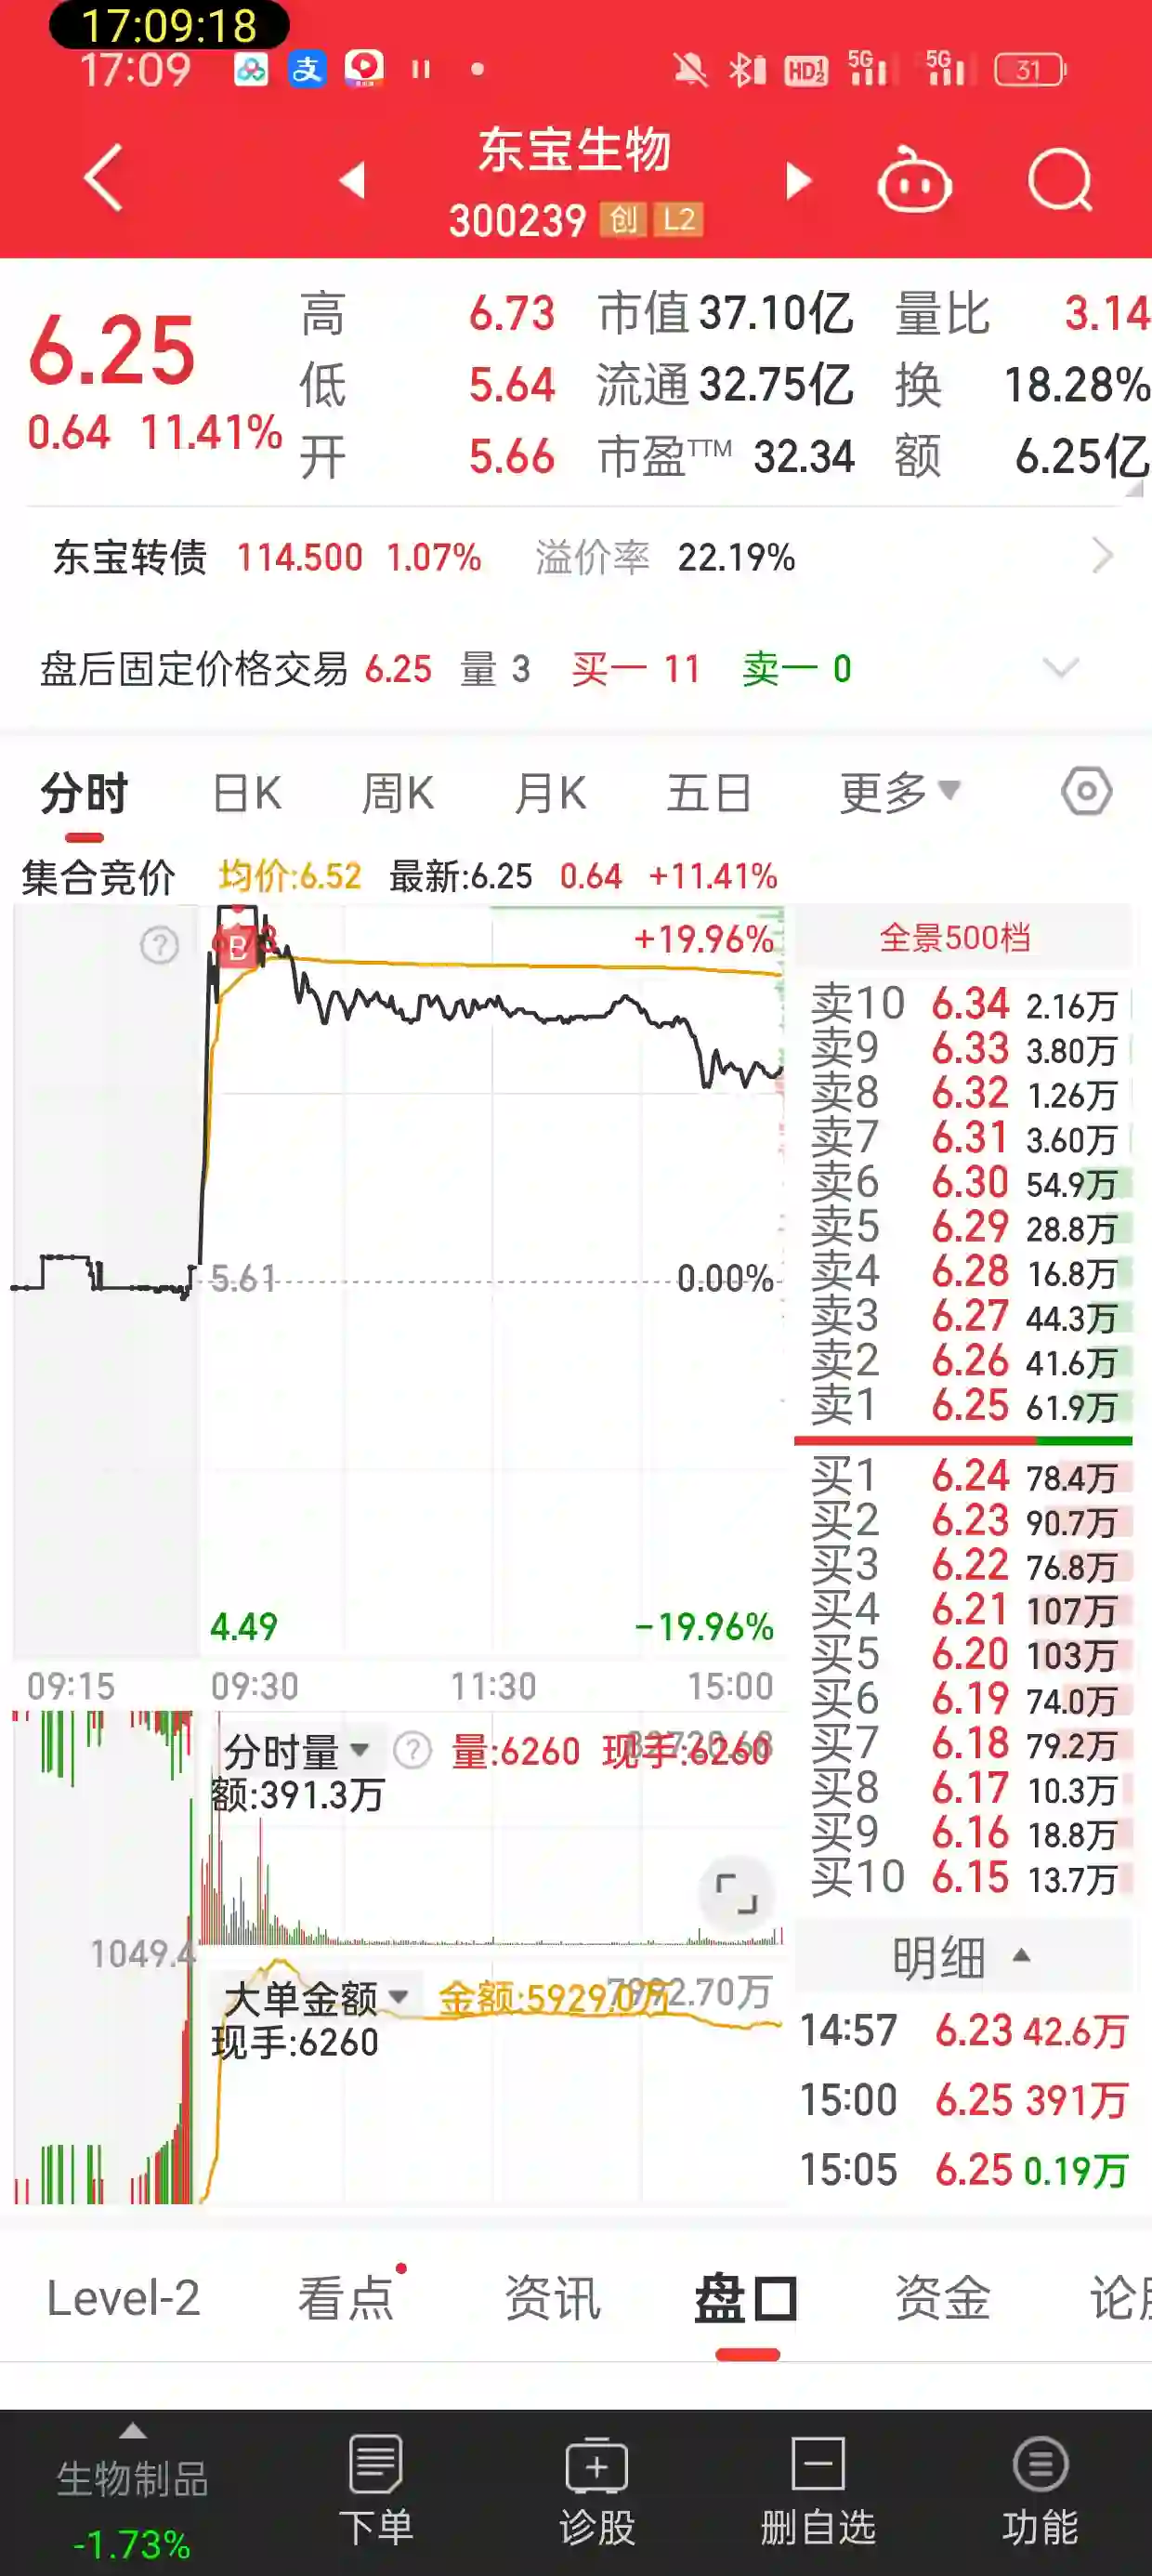 17:09:18
17:09 支 HD 1 2 5G 5G 31
东宝生物
300239 创 L2
6.25
0.64 11.41%
高 6.73 市值 37.10亿 量比 3.14
低 5.64 流通 32.75亿 换 18.28%
开 5.66 市盈TTM 32.34 额 6.25亿
东宝转债 114.500 1.07% 溢价率 22.19%
盘后固定价格交易 6.25 量 3 买一 11 卖一 0
分时 日K 周K 月K 五日 更多
集合竞价 均价:6.52 最新:6.25 0.64 +11.41%
B
+19.96%
5.61 0.00%
4.49 -19.96%
09:15 09:30 11:30 15:00
分时量 ? 量:6260 现手:6260
额:391.3万
1049.4
大单金额 金额:5929.0万 7992.70万
现手:6260
全景500档
卖10 6.34 2.16万
卖9 6.33 3.80万
卖8 6.32 1.26万
卖7 6.31 3.60万
卖6 6.30 54.9万
卖5 6.29 28.8万
卖4 6.28 16.8万
卖3 6.27 44.3万
卖2 6.26 41.6万
卖1 6.25 61.9万
买1 6.24 78.4万
买2 6.23 90.7万
买3 6.22 76.8万
买4 6.21 107万
买5 6.20 103万
买6 6.19 74.0万
买7 6.18 79.2万
买8 6.17 10.3万
买9 6.16 18.8万
买10 6.15 13.7万
明细
14:57 6.23 42.6万
15:00 6.25 391万
15:05 6.25 0.19万
Level-2 看点 资讯 盘口 资金 论股
生物制品 下单 诊股 删自选 功能
-1.73%